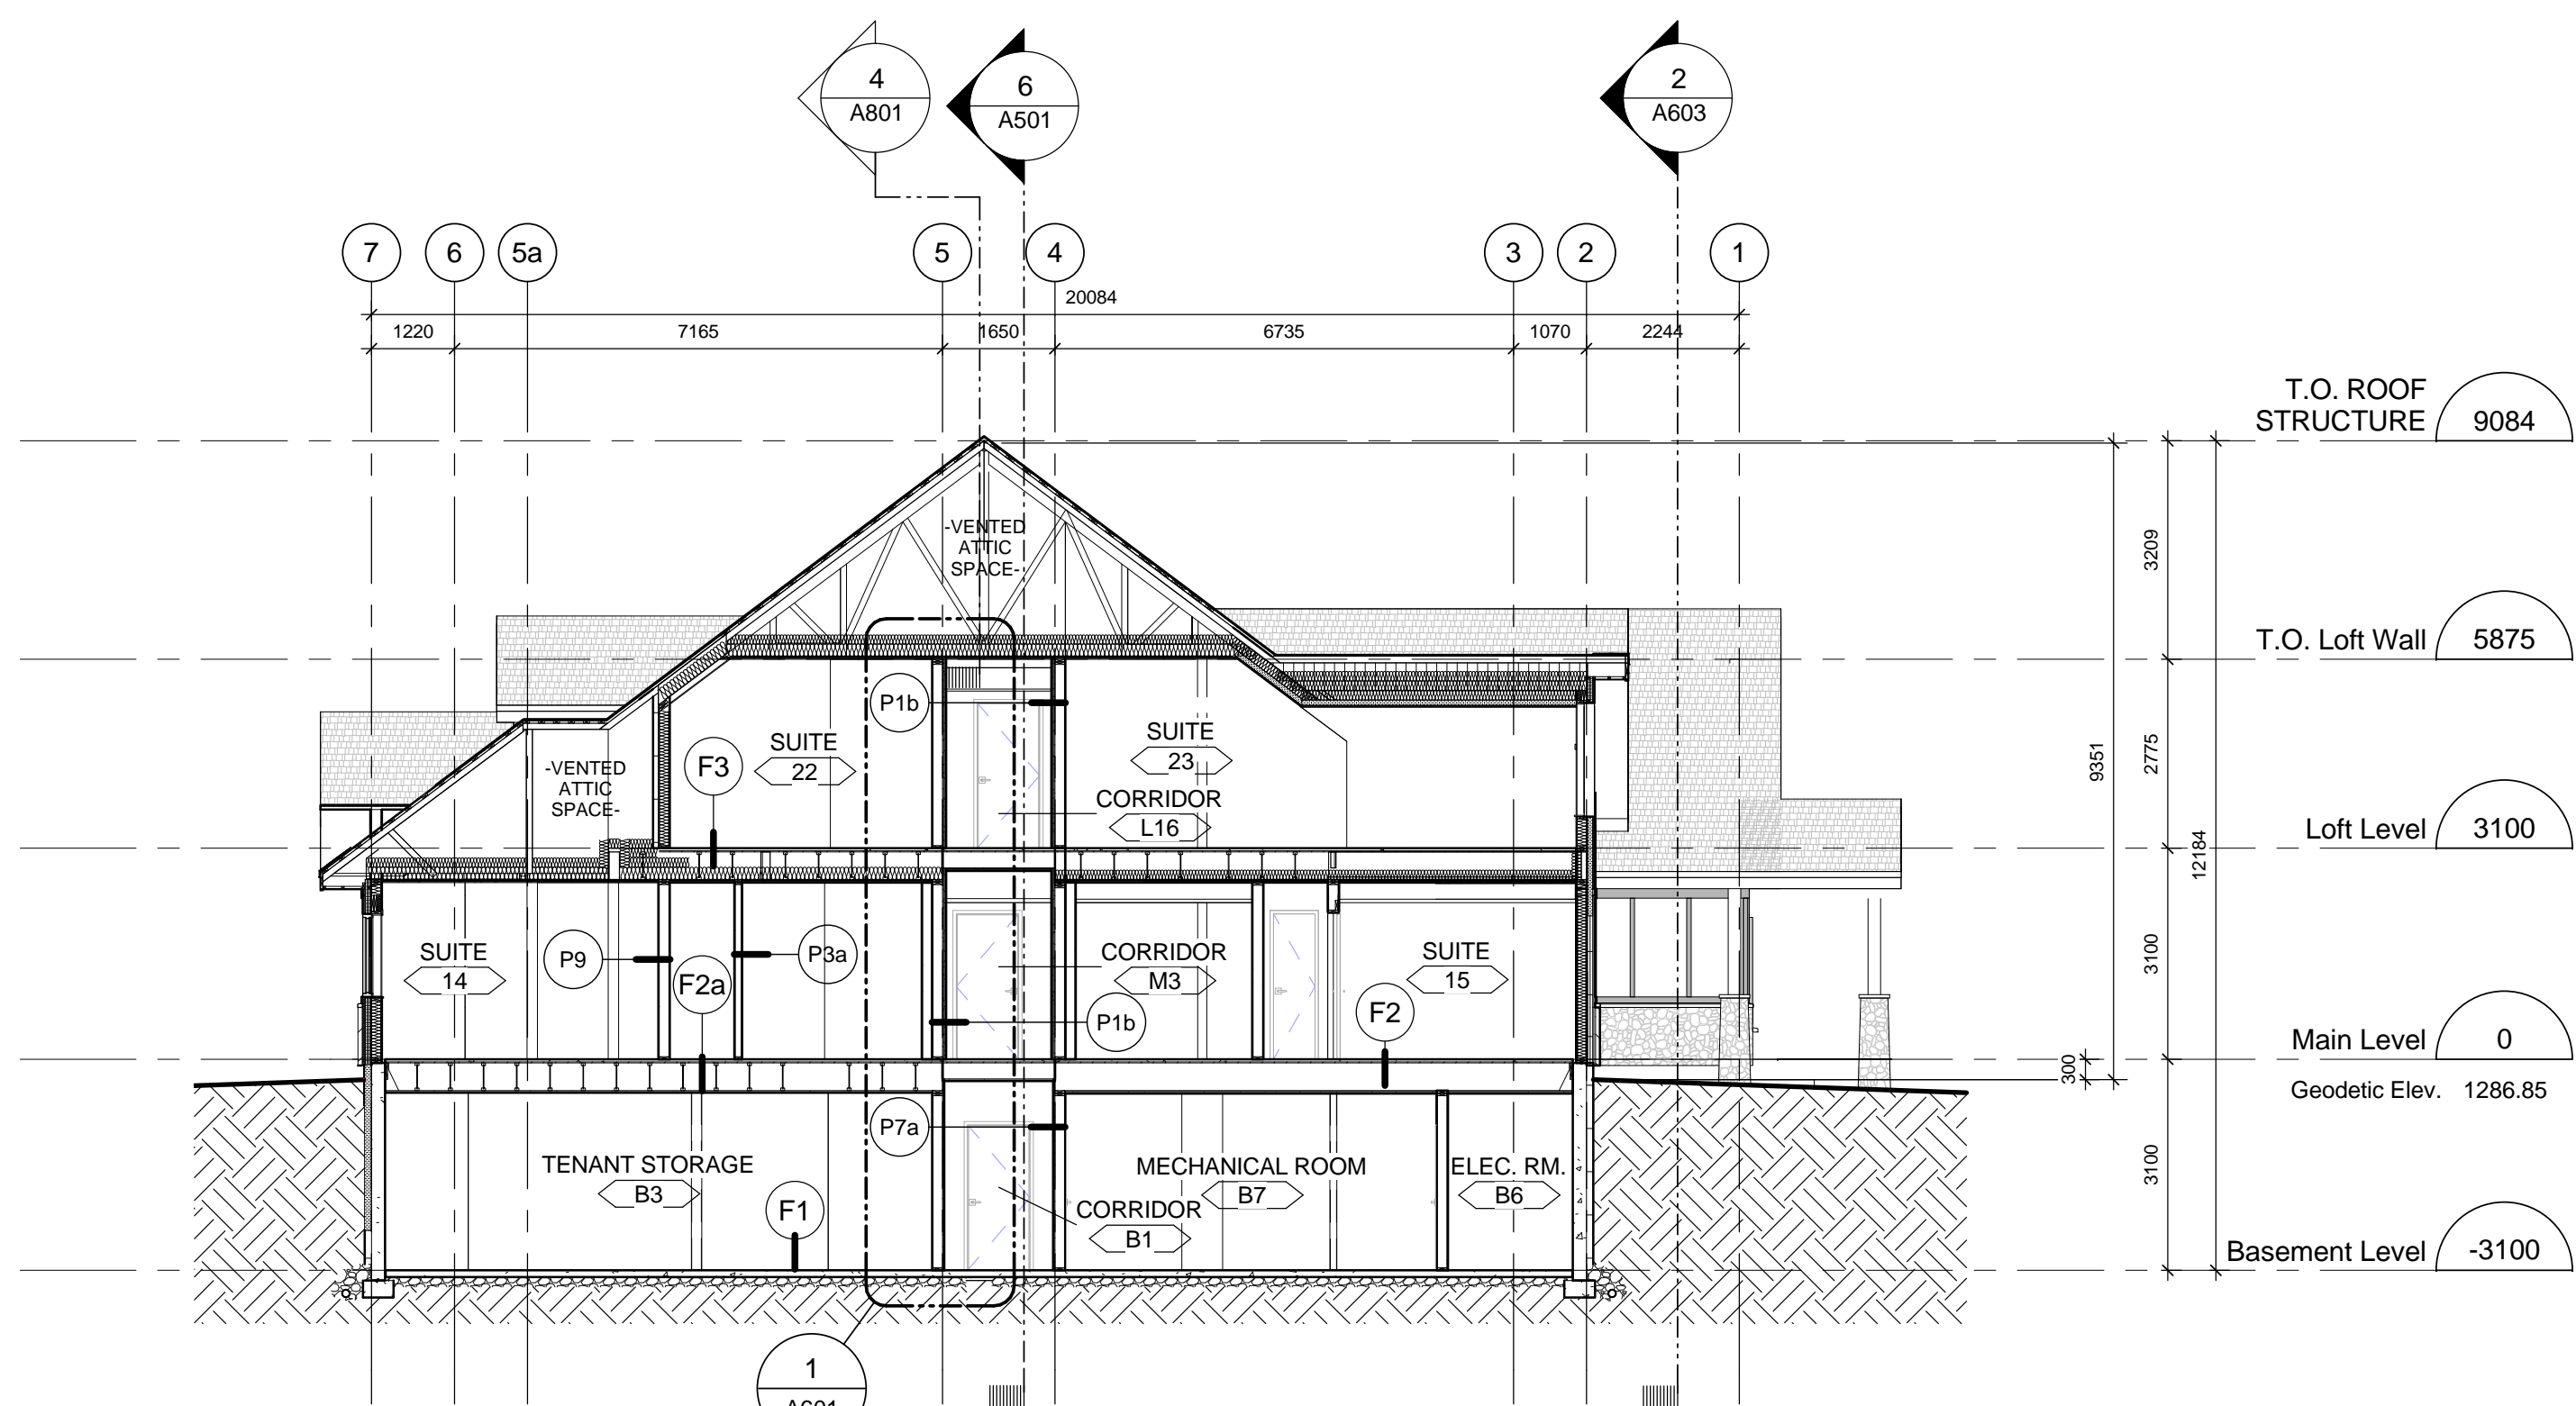 4
A801
6
A501
2
A603
7
6
5a
5
4
3
2
1
20084
1220
7165
1650
6735
1070
2244
T.O. ROOF
STRUCTURE
9084
-VENTED
ATTIC
SPACE-
3209
T.O. Loft Wall
5875
P1b
SUITE
22
SUITE
23
F3
-VENTED
ATTIC
SPACE-
CORRIDOR
L16
9351
2775
12184
Loft Level
3100
SUITE
14
P9
F2a
P3a
CORRIDOR
M3
P1b
SUITE
15
F2
3100
Main Level
0
300
Geodetic Elev. 1286.85
P7a
TENANT STORAGE
B3
F1
MECHANICAL ROOM
B7
ELEC. RM.
B6
CORRIDOR
B1
3100
Basement Level
-3100
1
A601